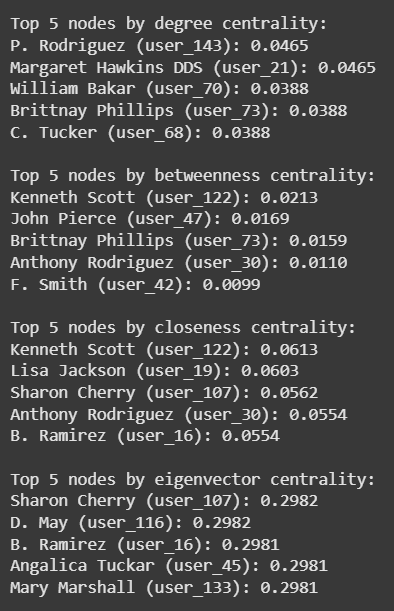 Top 5 nodes by degree centrality:
P. Rodriguez (user_143): 0.0465
Margaret Hawkins DDS (user_21): 0.0465
William Bakar (user_70): 0.0388
Brittnay Phillips (user_73): 0.0388
C. Tucker (user_68): 0.0388

Top 5 nodes by betweenness centrality:
Kenneth Scott (user_122): 0.0213
John Pierce (user_47): 0.0169
Brittnay Phillips (user_73): 0.0159
Anthony Rodriguez (user_30): 0.0110
F. Smith (user_42): 0.0099

Top 5 nodes by closeness centrality:
Kenneth Scott (user_122): 0.0613
Lisa Jackson (user_19): 0.0603
Sharon Cherry (user_107): 0.0562
Anthony Rodriguez (user_30): 0.0554
B. Ramirez (user_16): 0.0554

Top 5 nodes by eigenvector centrality:
Sharon Cherry (user_107): 0.2982
D. May (user_116): 0.2982
B. Ramirez (user_16): 0.2981
Angalica Tuckar (user_45): 0.2981
Mary Marshall (user_133): 0.2981